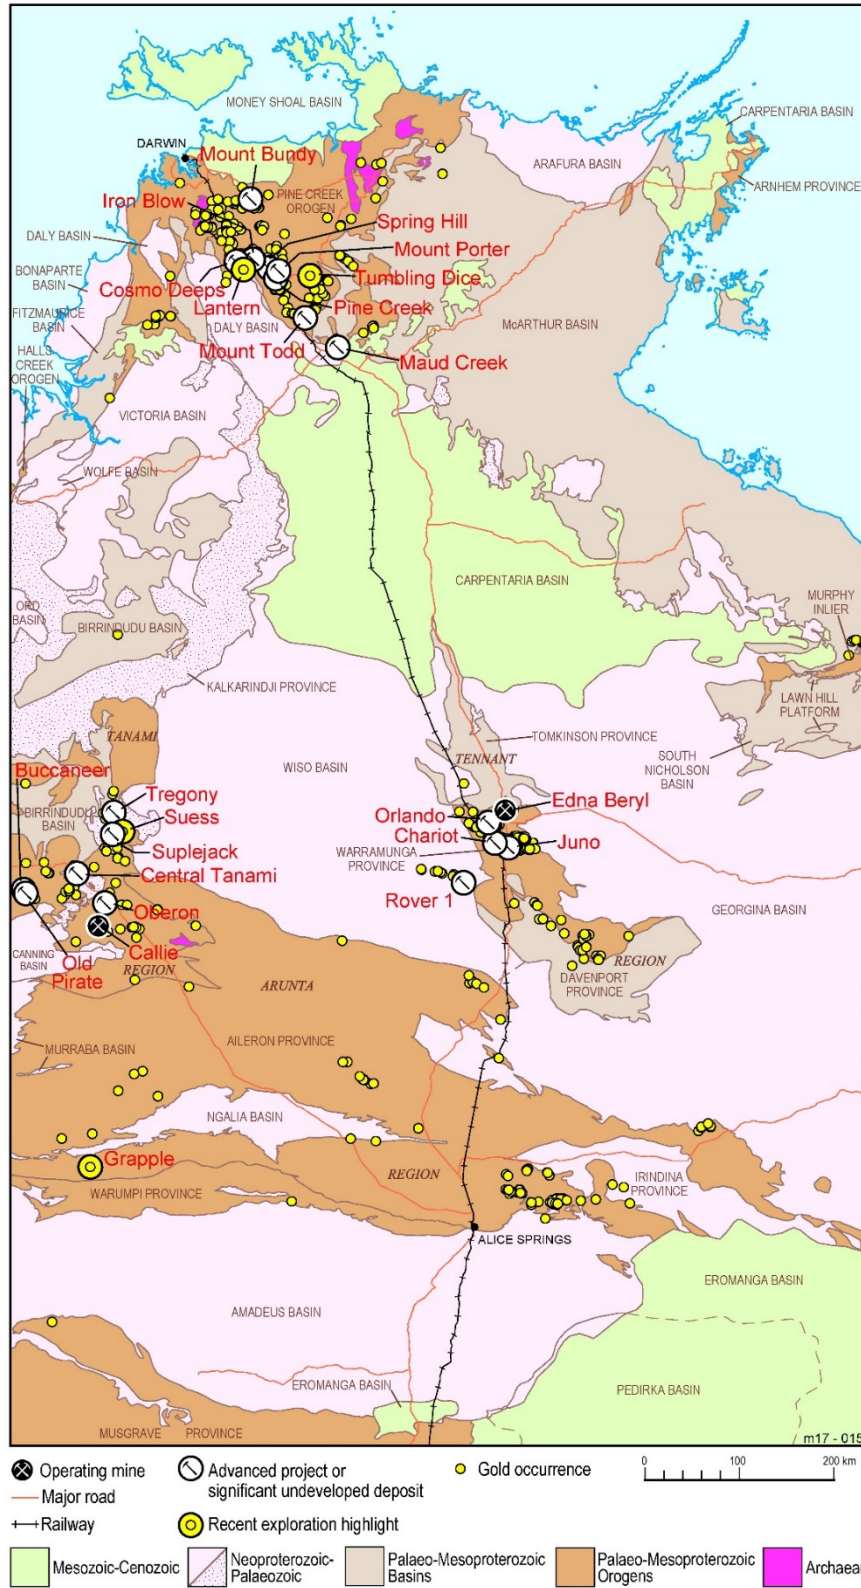 MONEY SHOAL BASIN
CARPENTARIA BASIN
DARWIN
Mount Bundy
ARAFURA BASIN
PINE CREEK
OROGEN
ARNHEM PROVINCE
Iron Blow
Spring Hill
DALY BASIN
Mount Porter
BONAPARTE
BASIN
Cosmo Deeps
Tumbling Dice
Lantern
Pine Creek
FITZMAURICE
BASIN
DALY BASIN
McARTHUR BASIN
Mount Todd
HALLS
CREEK
OROGEN
Maud Creek
VICTORIA BASIN
WOLFE BASIN
CARPENTARIA BASIN
MURPHY
INLIER
ORD
BASIN
BIRRINDUDU BASIN
KALKARINDJI PROVINCE
LAWN HILL
PLATFORM
TANAMI
TOMKINSON PROVINCE
SOUTH
NICHOLSON
BASIN
WISO BASIN
TENNANT
Buccaneer
Tregony
Edna Beryl
BIRRINDUDU
BASIN
Suess
Orlando
Chariot
Juno
Suplejack
WARRAMUNGA
PROVINCE
Central Tanami
Rover 1
Oberon
GEORGINA BASIN
Callie
CANNING
BASIN
Old
Pirate
REGION
REGION
DAVENPORT
PROVINCE
ARUNTA
AILERON PROVINCE
MURRABA BASIN
NGALIA BASIN
Grapple
REGION
IRINDINA
PROVINCE
WARUMPI PROVINCE
ALICE SPRINGS
EROMANGA BASIN
AMADEUS BASIN
EROMANGA BASIN
PEDIRKA BASIN
MUSGRAVE PROVINCE
m17 - 015
Operating mine
Advanced project or
significant undeveloped deposit
Gold occurrence
0 100 200 km
Major road
Railway
Recent exploration highlight
Mesozoic-Cenozoic
Neoproterozoic-
Palaeozoic
Palaeo-Mesoproterozoic
Basins
Palaeo-Mesoproterozoic
Orogens
Archaea